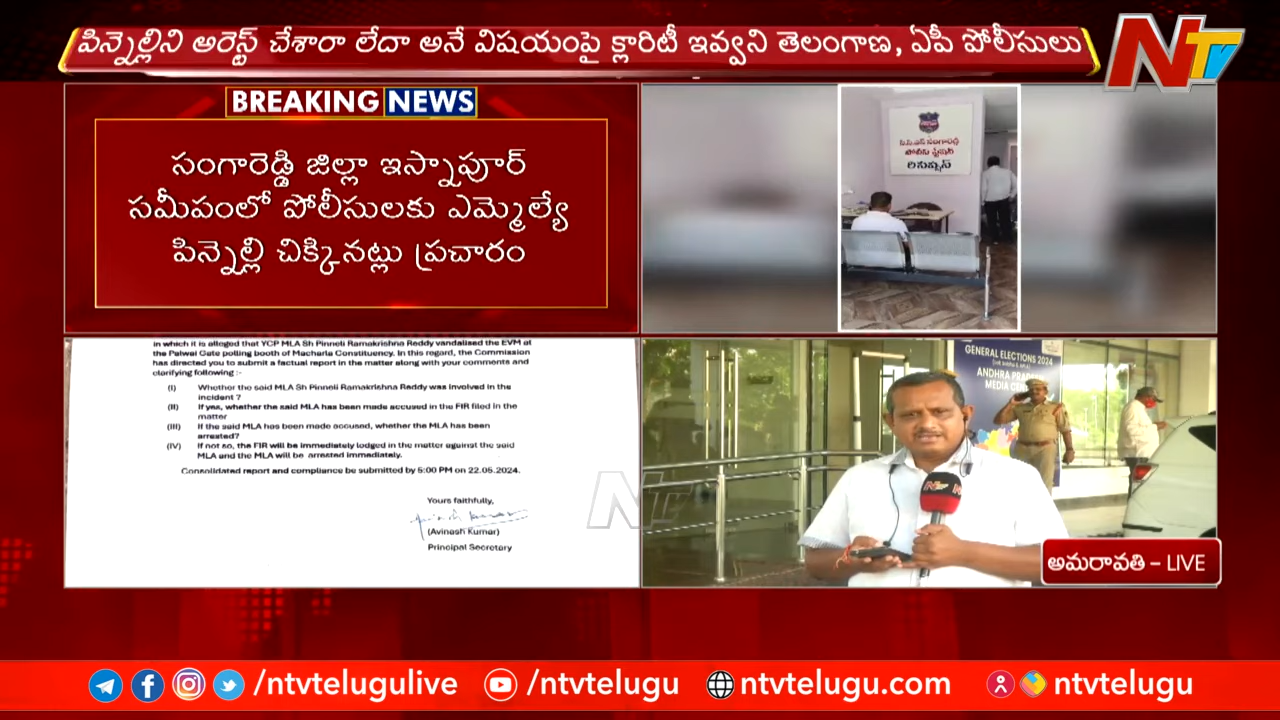 పిన్నెల్లిని అరెస్ట్ చేశారా లేదా అనే విషయంపై క్లారిటీ ఇవ్వని తెలంగాణ, ఏపీ పోలీసులు
NTV
BREAKING NEWS
సంగారెడ్డి జిల్లా ఇస్నాపూర్
సమీపంలో పోలీసులకు ఎమ్మెల్యే
పిన్నెల్లి చిక్కినట్లు ప్రచారం
సి.సి.ఎస్ సంగారెడ్డి
పోలీస్ స్టేషన్
రిసెప్షన్
in which it is alleged that YCP MLA Sh Pinneli Ramakrishna Reddy vandalised the EVM at
the Palwai Gate polling booth of Macherla Constituency. In this regard, the Commission
has directed you to submit a factual report in the matter along with your comments and
clarifying following :-
(I) Whether the said MLA Sh Pinneli Ramakrishna Reddy was involved in the
incident ?
(II) If yes, whether the said MLA has been made accused in the FIR filed in the
matter
(III) If the said MLA has been made accused, whether the MLA has been
arrested?
(IV) If not so, the FIR will be immediately lodged in the matter against the said
MLA and the MLA will be arrested immediately.
Consolidated report and compliance be submitted by 5:00 PM on 22.05.2024.
Yours faithfully,
(Avinash Kumar)
Principal Secretary
NTV
GENERAL ELECTIONS 2024
ANDHRA PRADESH
MEDIA CEN
అమరావతి – LIVE
/ntvtelugulive
/ntvtelugu
ntvtelugu.com
ntvtelugu